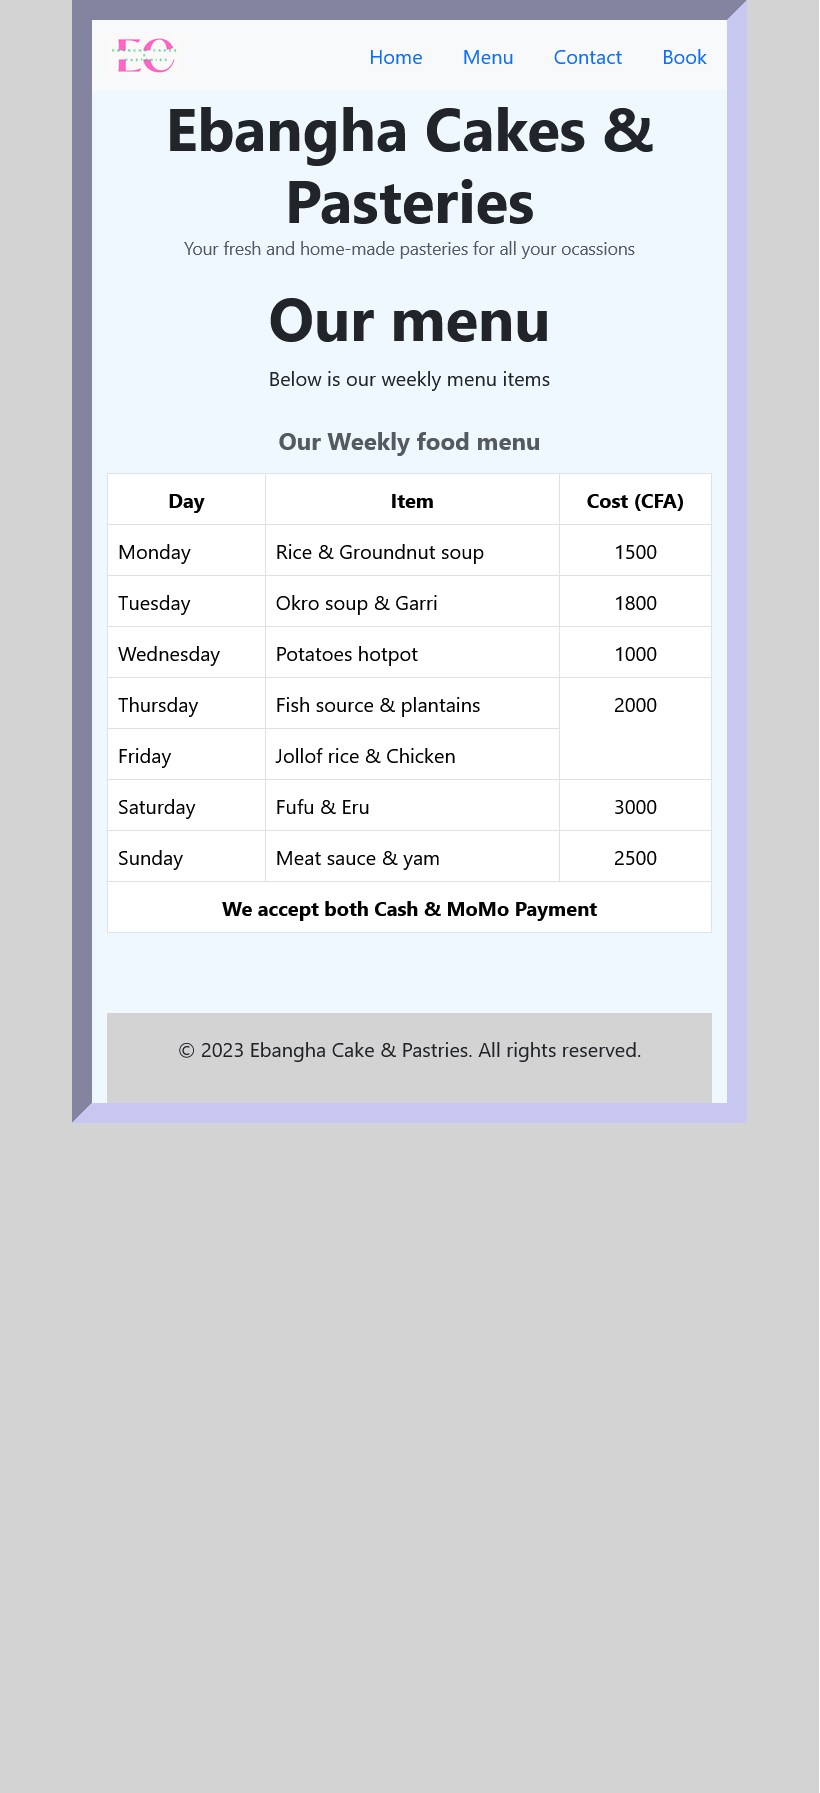 EC
EBANGHA CAKES
&
PASTERIES
Home Menu Contact Book
Ebangha Cakes &
Pasteries
Your fresh and home-made pasteries for all your ocassions
Our menu
Below is our weekly menu items
Our Weekly food menu
Day Item Cost (CFA)
Monday Rice & Groundnut soup 1500
Tuesday Okro soup & Garri 1800
Wednesday Potatoes hotpot 1000
Thursday Fish source & plantains 2000
Friday Jollof rice & Chicken
Saturday Fufu & Eru 3000
Sunday Meat sauce & yam 2500
We accept both Cash & MoMo Payment
© 2023 Ebangha Cake & Pastries. All rights reserved.